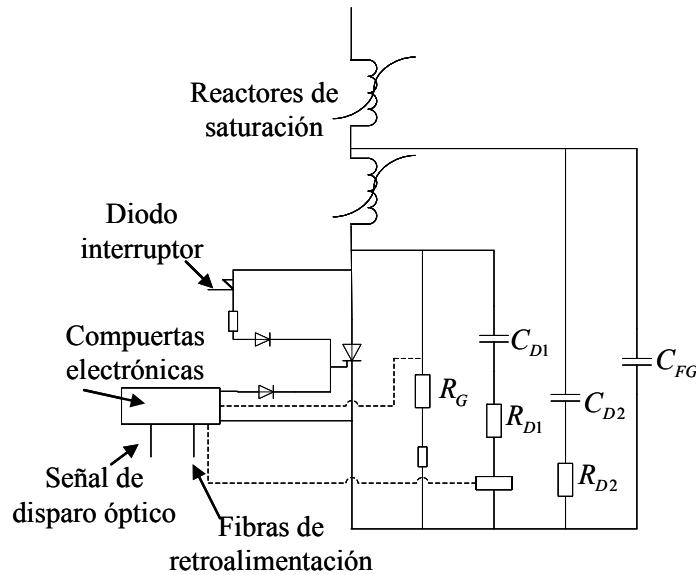 Reactores de
saturación
Diodo
interruptor
Compuertas
electrónicas
C_{D1}
C_{FG}
R_G
R_{D1}
C_{D2}
R_{D2}
Señal de
disparo óptico
Fibras de
retroalimentación